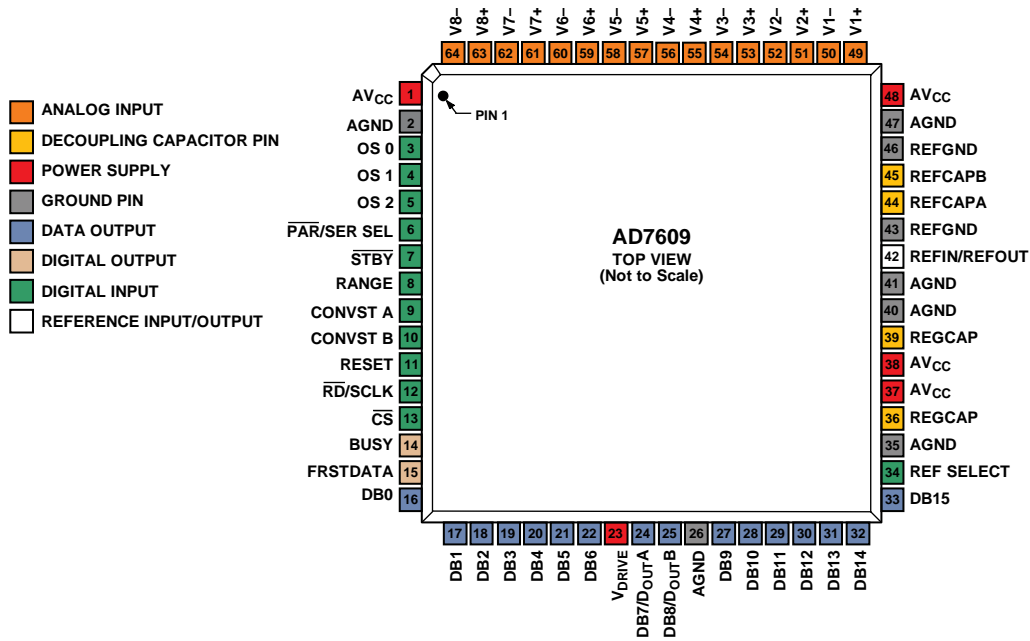 V8–
V8+
V7–
V7+
V6–
V6+
V5–
V5+
V4–
V4+
V3–
V3+
V2–
V2+
V1–
V1+
64 63 62 61 60 59 58 57 56 55 54 53 52 51 50 49
ANALOG INPUT
DECOUPLING CAPACITOR PIN
POWER SUPPLY
GROUND PIN
DATA OUTPUT
DIGITAL OUTPUT
DIGITAL INPUT
REFERENCE INPUT/OUTPUT
AVCC 1
AGND 2
OS 0 3
OS 1 4
OS 2 5
P̅A̅R̅/SER SEL 6
S̅T̅B̅Y̅ 7
RANGE 8
CONVST A 9
CONVST B 10
RESET 11
R̅D̅/SCLK 12
C̅S̅ 13
BUSY 14
FRSTDATA 15
DB0 16
PIN 1
AD7609
TOP VIEW
(Not to Scale)
48 AVCC
47 AGND
46 REFGND
45 REFCAPB
44 REFCAPA
43 REFGND
42 REFIN/REFOUT
41 AGND
40 AGND
39 REGCAP
38 AVCC
37 AVCC
36 REGCAP
35 AGND
34 REF SELECT
33 DB15
17 18 19 20 21 22 23 24 25 26 27 28 29 30 31 32
DB1
DB2
DB3
DB4
DB5
DB6
VDRIVE
DB7/DOUTA
DB8/DOUTB
AGND
DB9
DB10
DB11
DB12
DB13
DB14